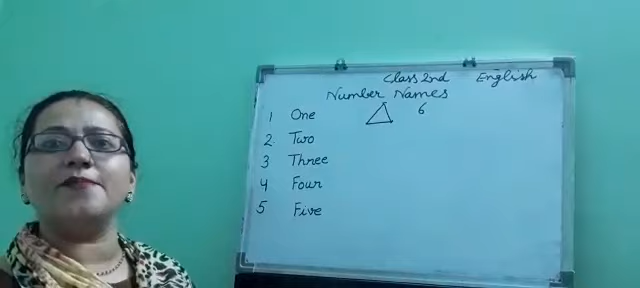 Class 2nd English
Number Names
1 One 6
2. Two
3 Three
4 Four
5 Five